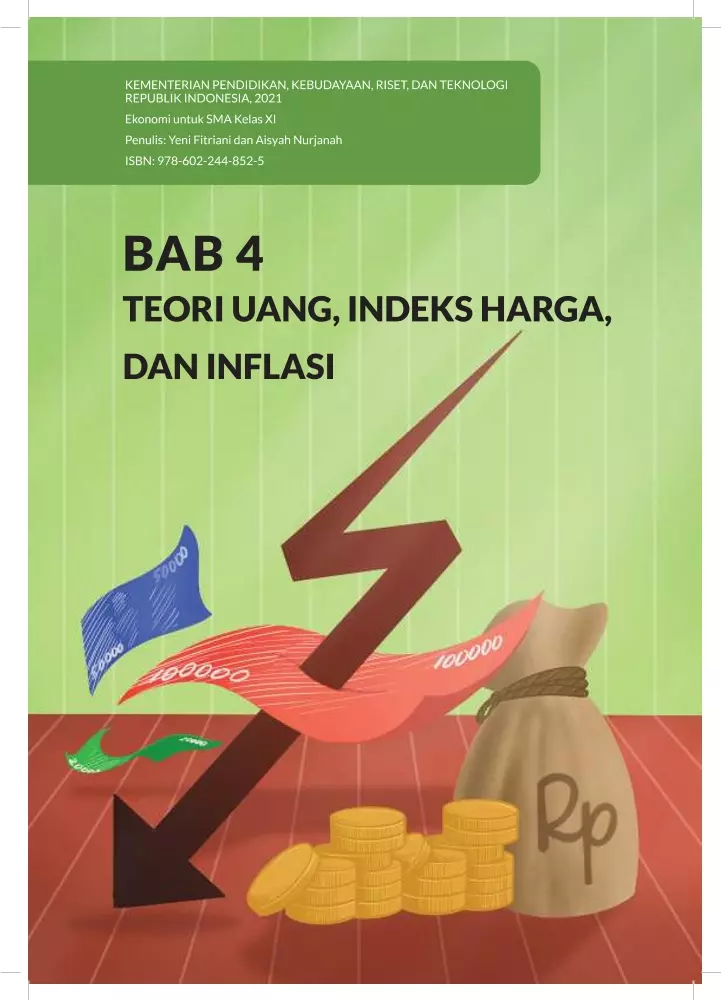 KEMENTERIAN PENDIDIKAN, KEBUDAYAAN, RISET, DAN TEKNOLOGI
REPUBLIK INDONESIA, 2021
Ekonomi untuk SMA Kelas XI
Penulis: Yeni Fitriani dan Aisyah Nurjanah
ISBN: 978-602-244-852-5
BAB 4
TEORI UANG, INDEKS HARGA,
DAN INFLASI
50000
50000
100000
100000
20000
20000
Rp